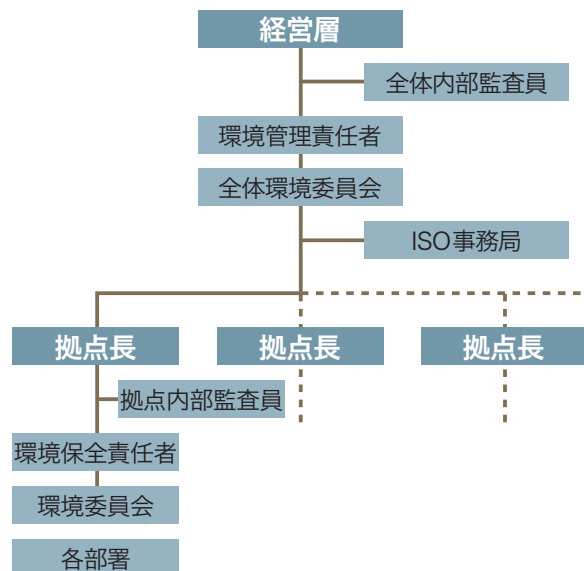 経営層
全体内部監査員
環境管理責任者
全体環境委員会
ISO事務局
拠点長
拠点長
拠点長
拠点内部監査員
環境保全責任者
環境委員会
各部署